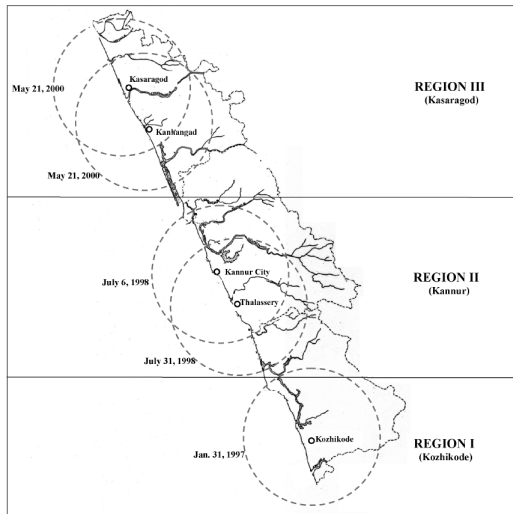 Kasaragod
May 21, 2000
REGION III
(Kasaragod)
Kanhangad
May 21, 2000
Kannur City
July 6, 1998
REGION II
(Kannur)
Thalassery
July 31, 1998
REGION I
(Kozhikode)
Kozhikode
Jan. 31, 1997